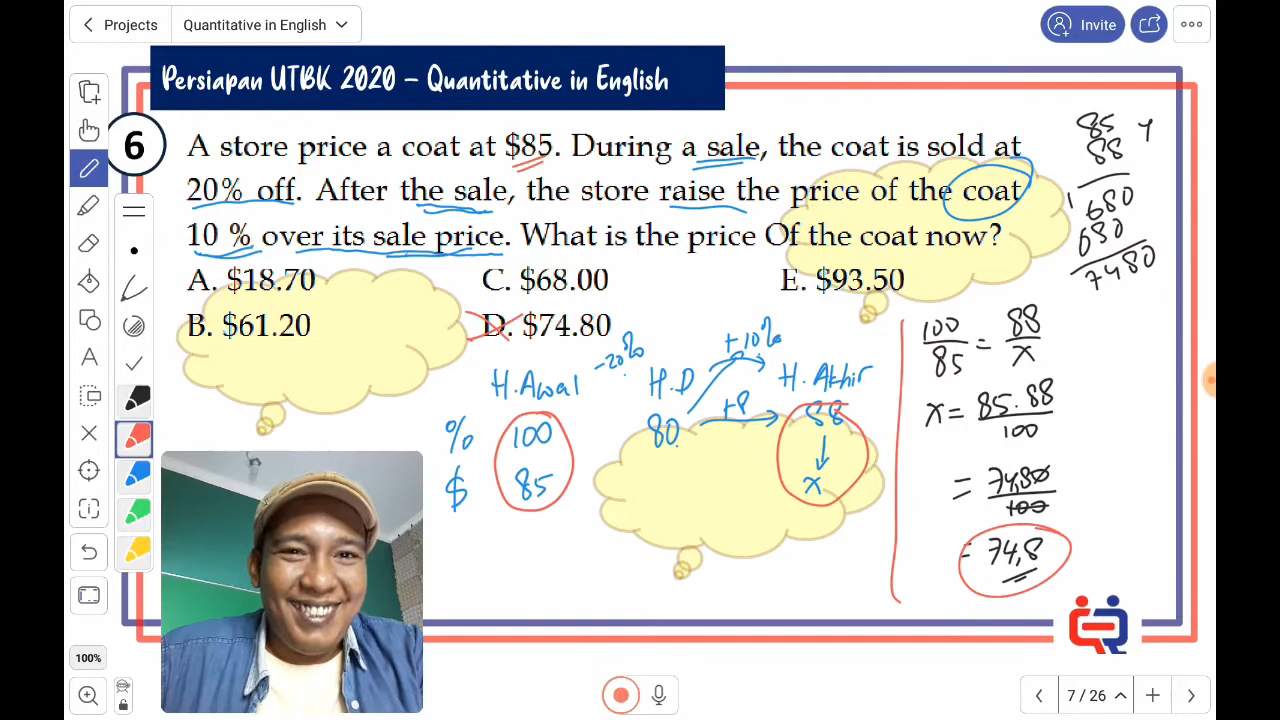 Projects
Quantitative in English
Invite
Persiapan UTBK 2020 – Quantitative in English
6
A store price a coat at $85. During a sale, the coat is sold at
20% off. After the sale, the store raise the price of the coat
10 % over its sale price. What is the price Of the coat now?
A. $18.70
C. $68.00
E. $93.50
B. $61.20
D. $74.80
85 x
88
1
680
680
7480
-20%
+10%
H.Awal
H.D
H. Akhir
% 100
80
+8
88
$ 85
x
100/85 = 88/x
x = 85.88/100
= 74,80/100
= 74,8
A
100%
7 / 26